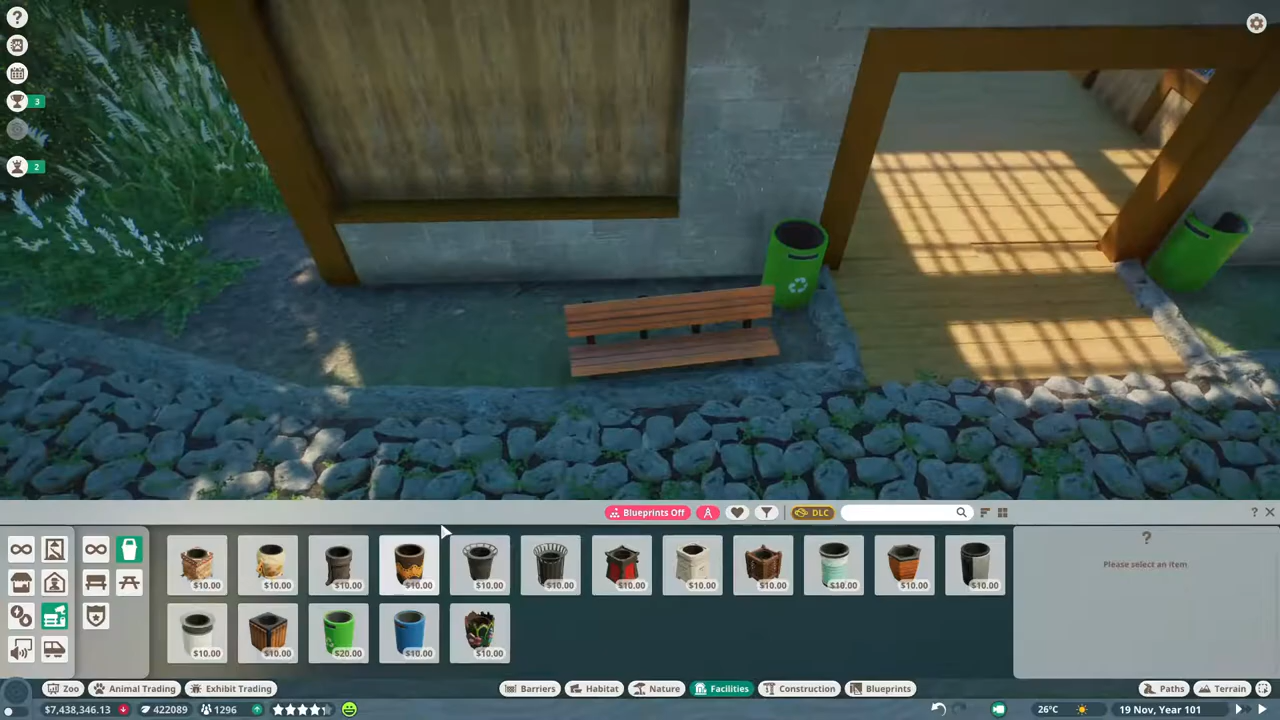 ?
3
2
Blueprints Off
DLC
? ×
$10.00 $10.00 $10.00 $10.00 $10.00 $10.00 $10.00 $10.00 $10.00 $10.00 $10.00 $10.00
$10.00 $10.00 $20.00 $10.00 $10.00
?
Please select an item.
Zoo Animal Trading Exhibit Trading Barriers Habitat Nature Facilities Construction Blueprints Paths Terrain
$7,438,346.13 422089 1296 26°C 19 Nov, Year 101